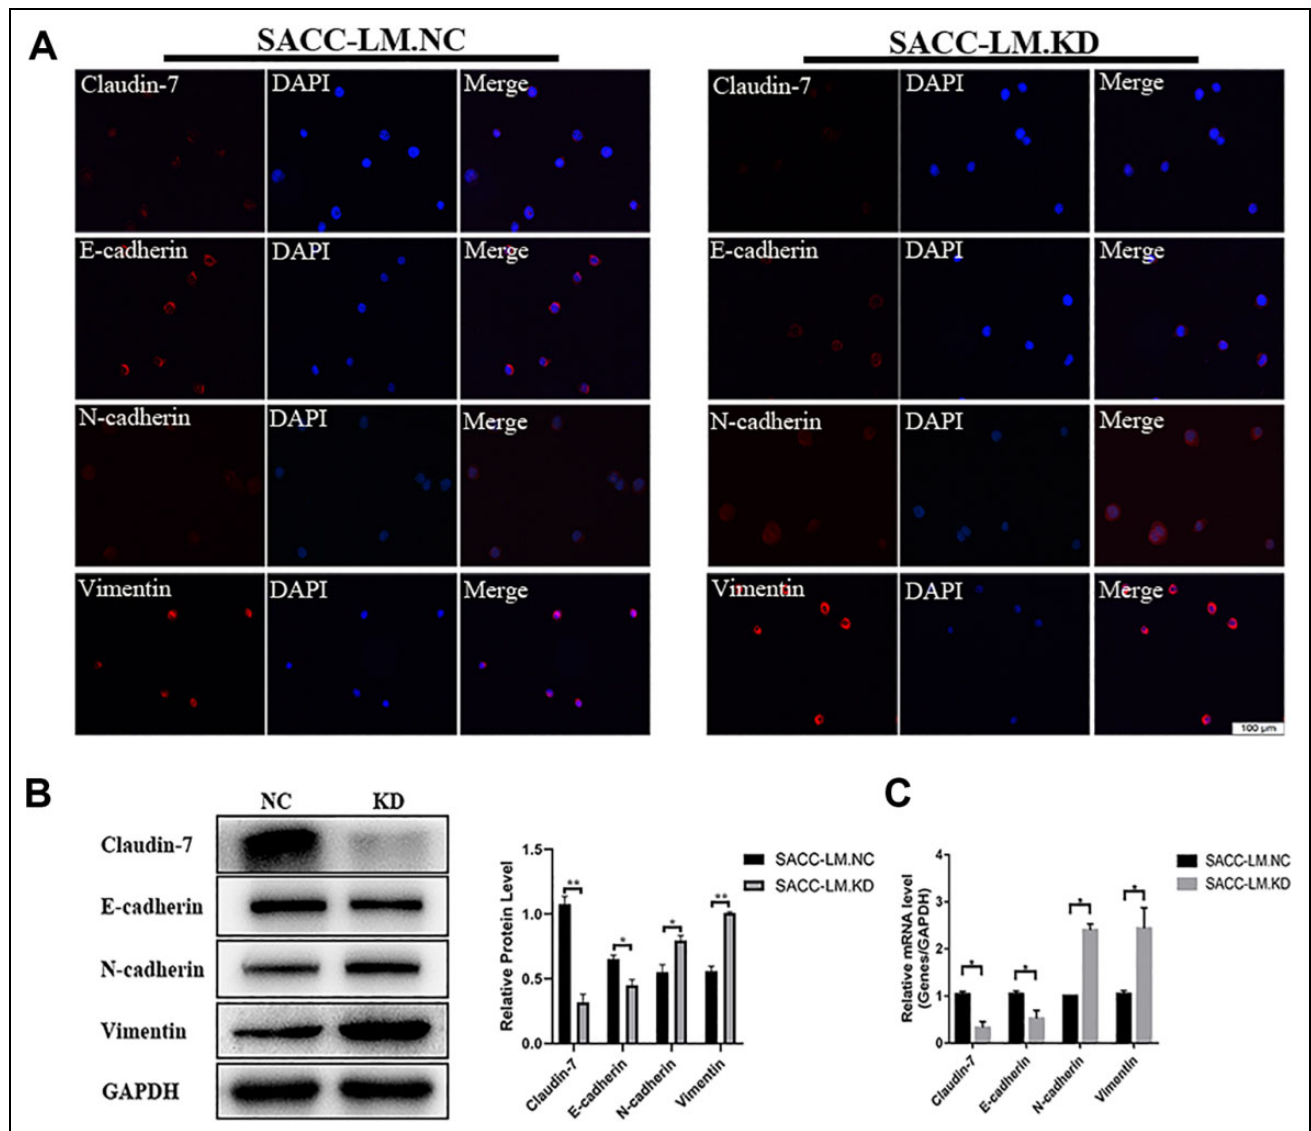 A
SACC-LM.NC
SACC-LM.KD
Claudin-7 DAPI Merge
Claudin-7 DAPI Merge
E-cadherin DAPI Merge
E-cadherin DAPI Merge
N-cadherin DAPI Merge
N-cadherin DAPI Merge
Vimentin DAPI Merge
Vimentin DAPI Merge
100 μm
B
NC KD
Claudin-7
E-cadherin
N-cadherin
Vimentin
GAPDH
Relative Protein Level
1.5
1.0
0.5
0.0
** * * **
Claudin-7 E-cadherin N-cadherin Vimentin
SACC-LM.NC
SACC-LM.KD
C
Relative mRNA level
(Genes/GAPDH)
4
3
2
1
0
* * * *
Claudin-7 E-cadherin N-cadherin Vimentin
SACC-LM.NC
SACC-LM.KD